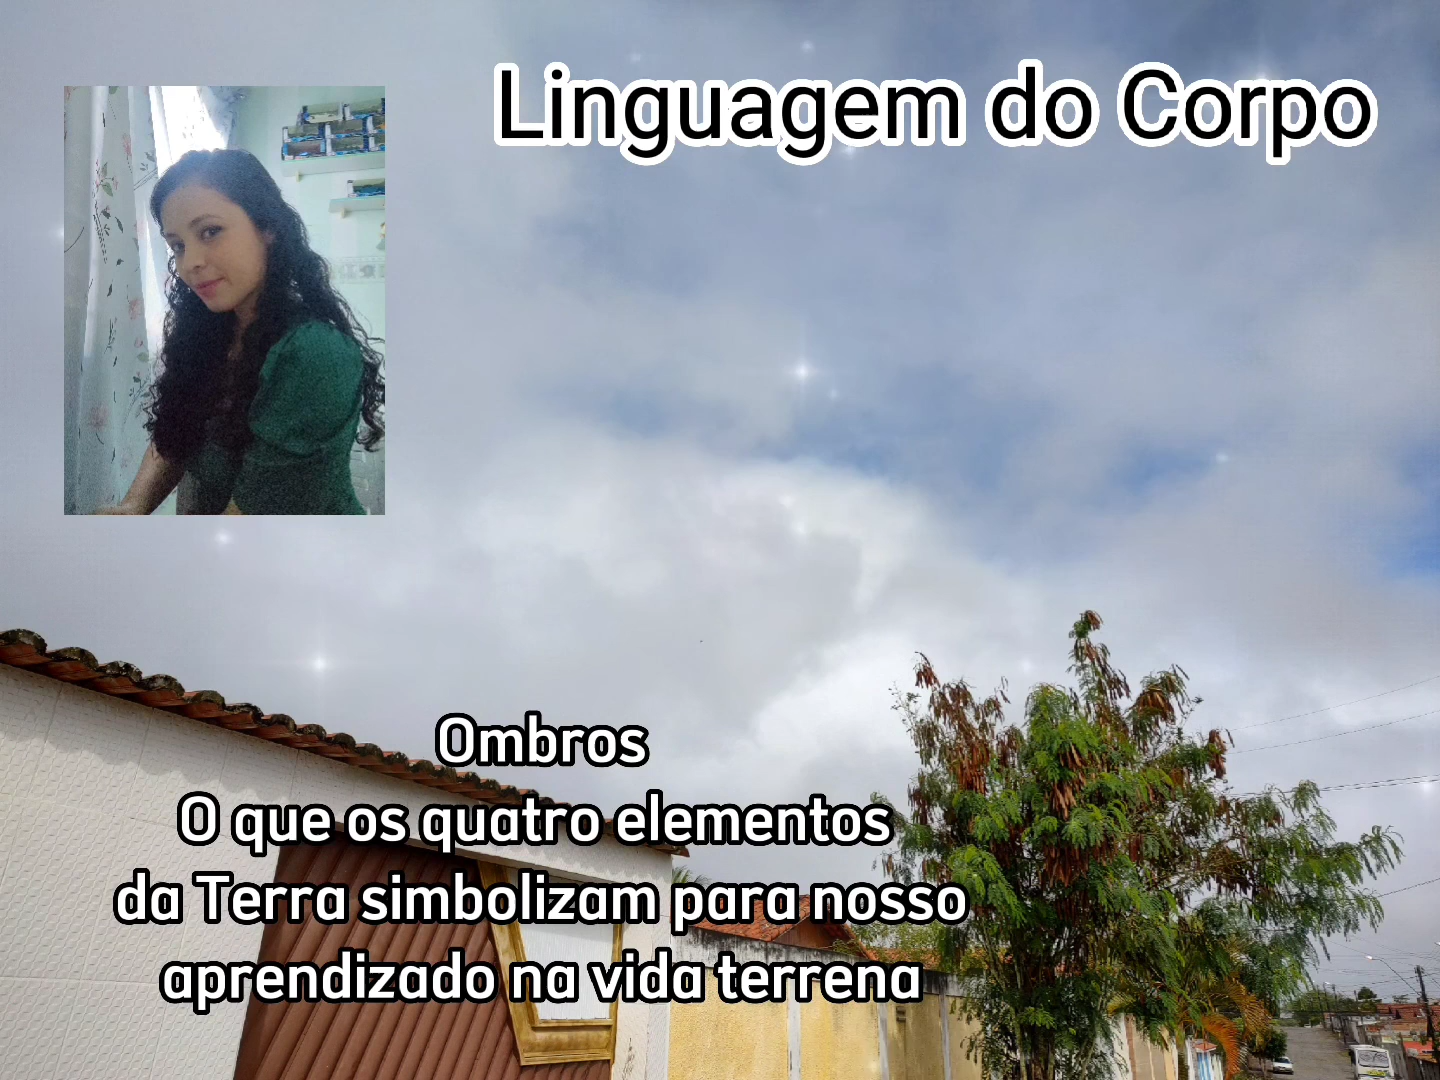 Linguagem do Corpo
Ombros
O que os quatro elementos
da Terra simbolizam para nosso
aprendizado na vida terrena